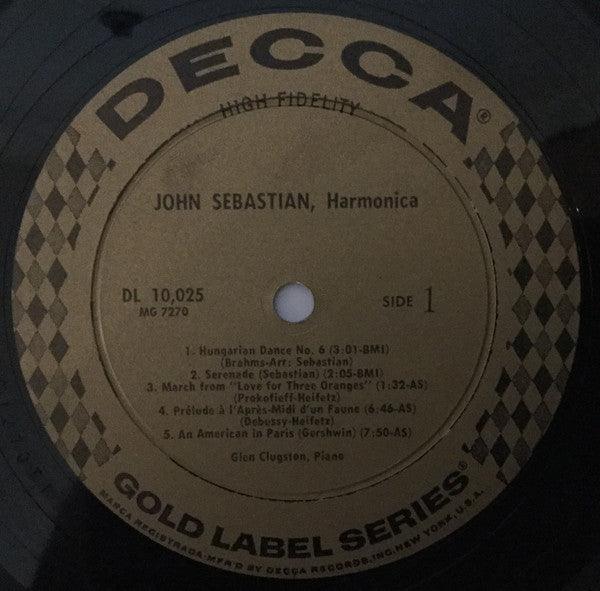 DECCA®
HIGH FIDELITY
JOHN SEBASTIAN, Harmonica
DL 10,025
MG 7270
SIDE 1
1. Hungarian Dance No. 6 (3:01-BMI)
(Brahms-Arr: Sebastian)
2. Serenade (Sebastian) (2:05-BMI)
3. March from "Love for Three Oranges" (1:32-AS)
(Prokofieff-Heifetz)
4. Prélude à l'Après-Midi d'un Faune (6:46-AS)
(Debussy-Heifetz)
5. An American in Paris (Gershwin) (7:50-AS)
Glen Clugston, Piano
GOLD LABEL SERIES®
MARCA REGISTRADA-MFR'D BY DECCA RECORDS, INC. NEW YORK, U.S.A.